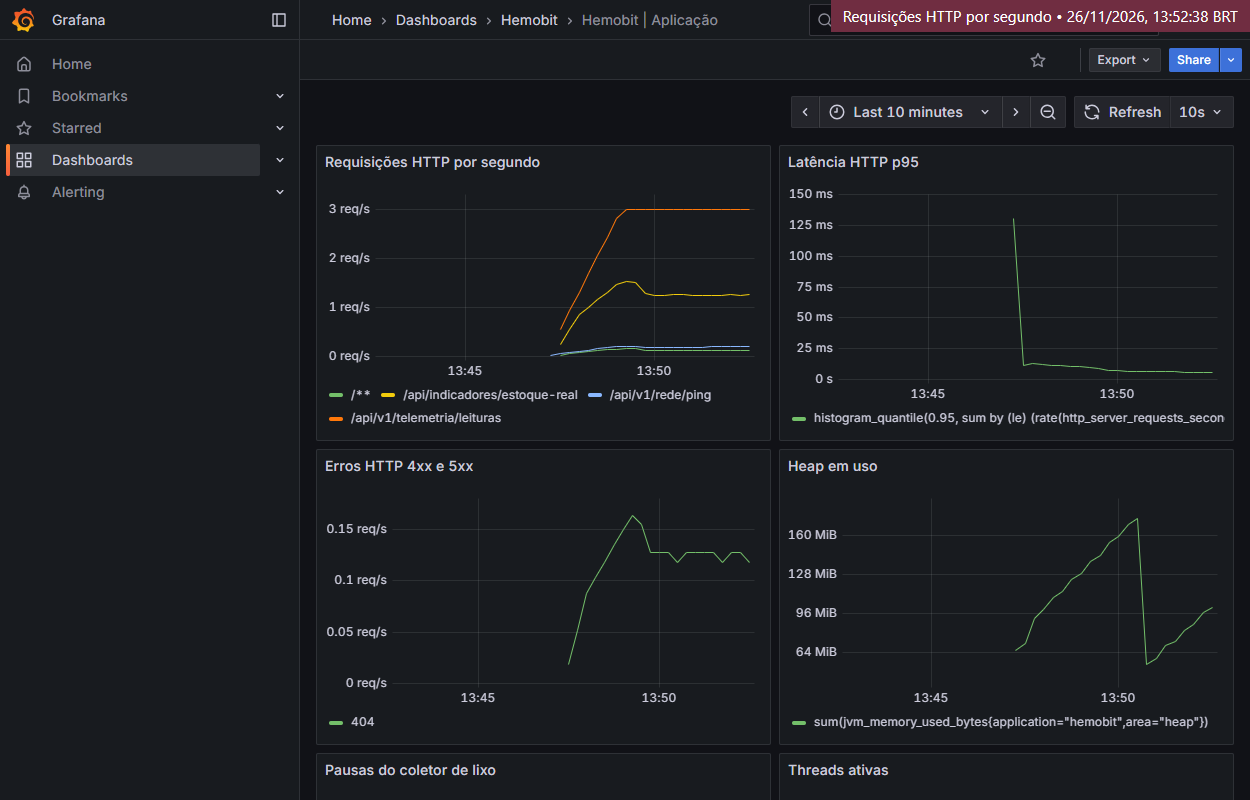 Grafana
Home › Dashboards › Hemobit › Hemobit | Aplicação
Requisições HTTP por segundo • 26/11/2026, 13:52:38 BRT
Home
Bookmarks
Starred
Dashboards
Alerting
Export
Share
Last 10 minutes
Refresh
10s
Requisições HTTP por segundo
3 req/s
2 req/s
1 req/s
0 req/s
13:45
13:50
/** /api/indicadores/estoque-real /api/v1/rede/ping
/api/v1/telemetria/leituras
Latência HTTP p95
150 ms
125 ms
100 ms
75 ms
50 ms
25 ms
0 s
13:45
13:50
histogram_quantile(0.95, sum by (le) (rate(http_server_requests_secon
Erros HTTP 4xx e 5xx
0.15 req/s
0.1 req/s
0.05 req/s
0 req/s
13:45
13:50
404
Heap em uso
160 MiB
128 MiB
96 MiB
64 MiB
13:45
13:50
sum(jvm_memory_used_bytes{application="hemobit",area="heap"})
Pausas do coletor de lixo
Threads ativas